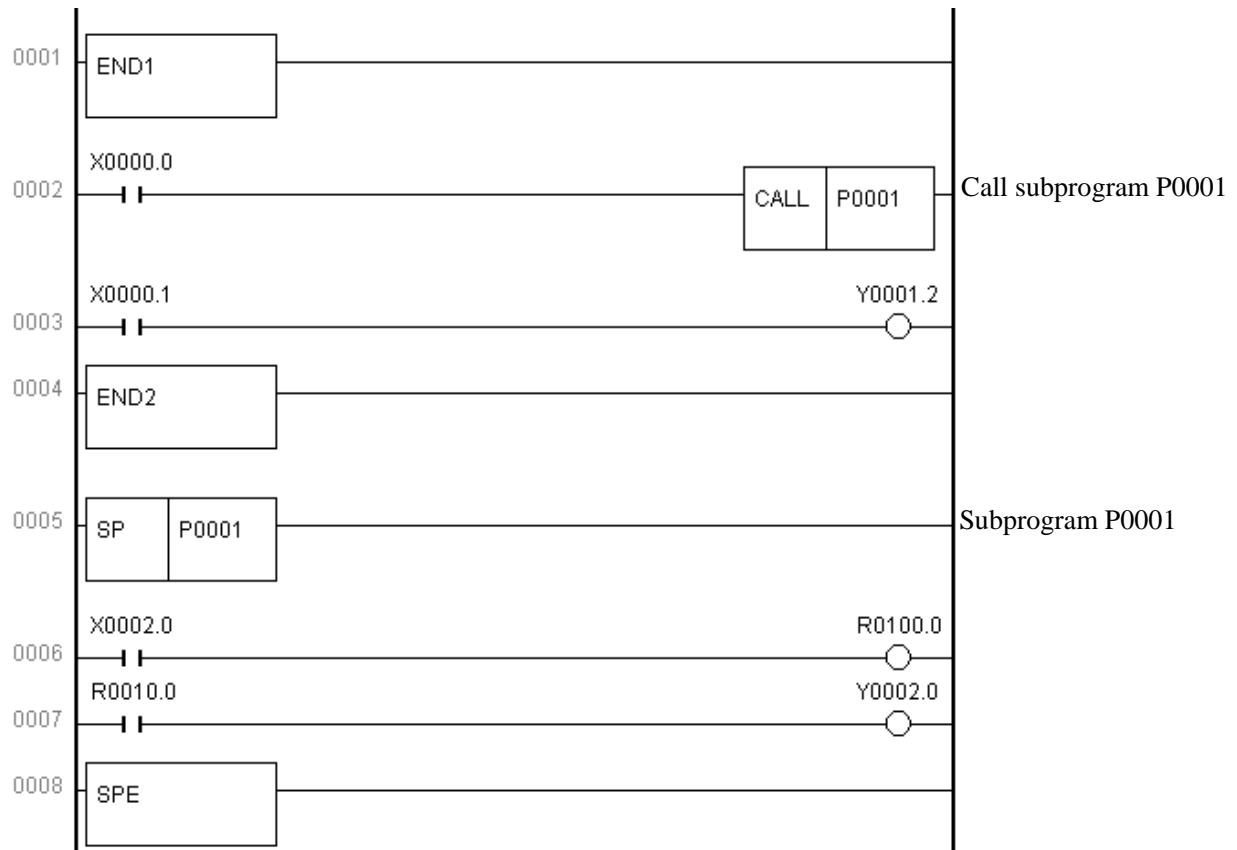 0001 END1
X0000.0
0002 CALL P0001 Call subprogram P0001
X0000.1 Y0001.2
0003
0004 END2
0005 SP P0001 Subprogram P0001
X0002.0 R0100.0
0006
R0010.0 Y0002.0
0007
0008 SPE